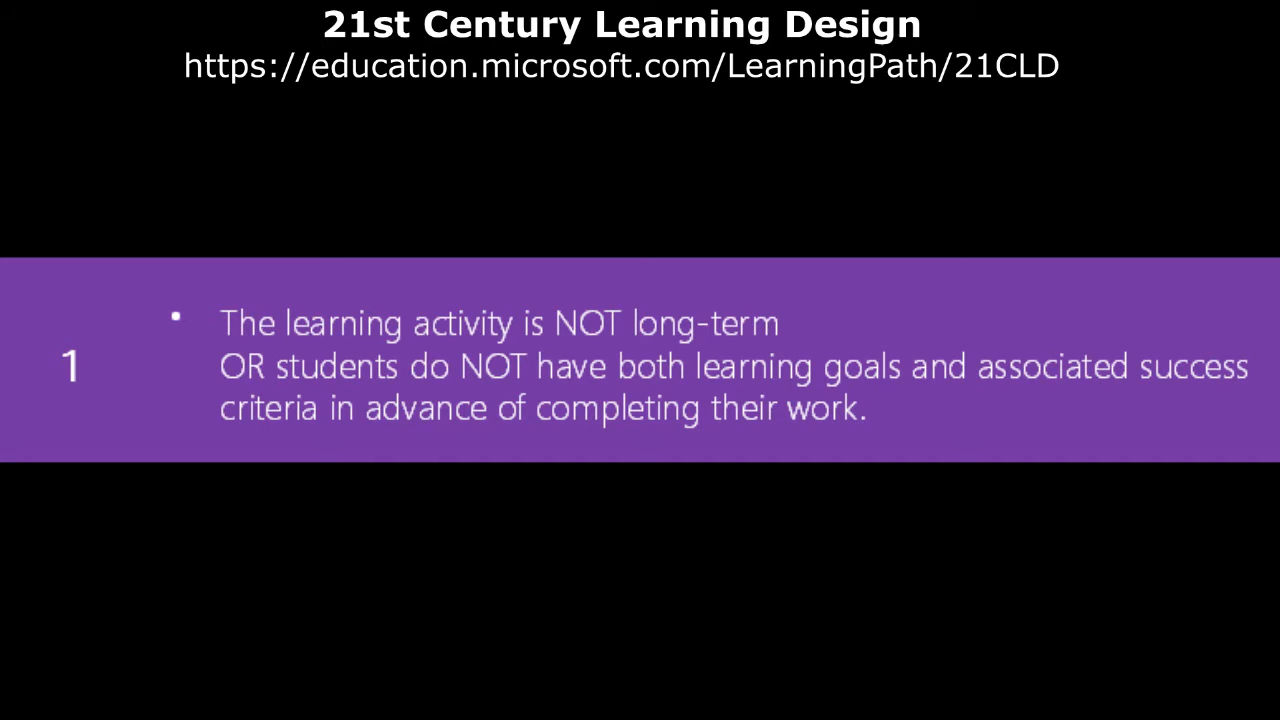 21st Century Learning Design
https://education.microsoft.com/LearningPath/21CLD
1
• The learning activity is NOT long-term
OR students do NOT have both learning goals and associated success
criteria in advance of completing their work.